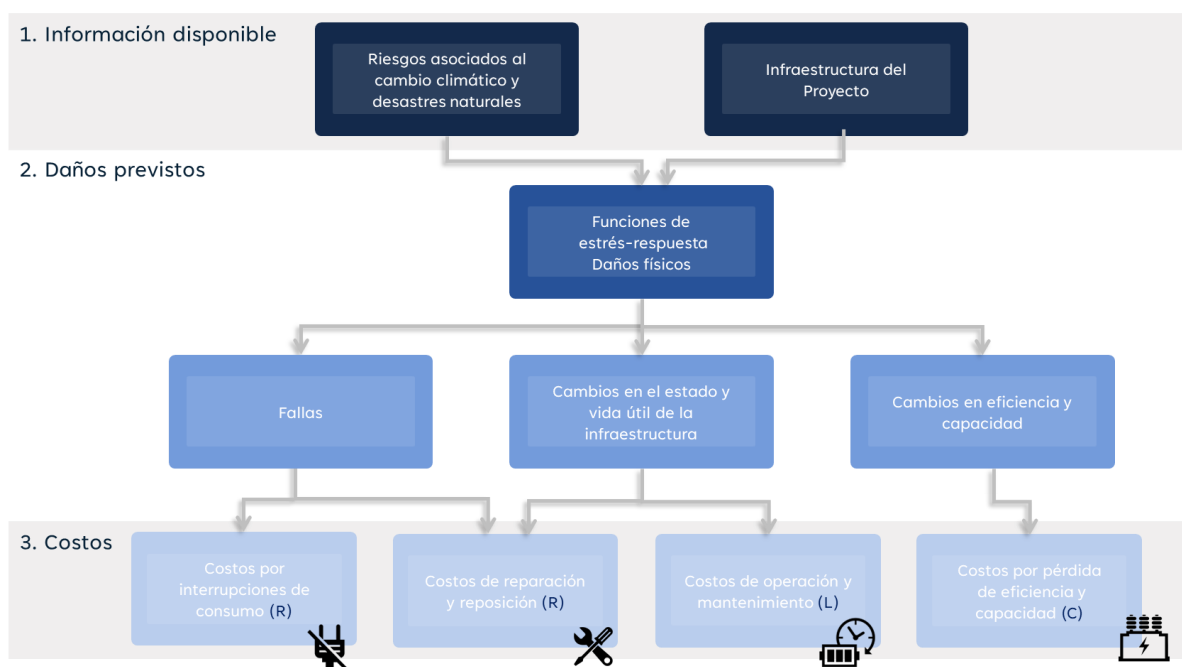 1. Información disponible
Riesgos asociados al
cambio climático y
desastres naturales
Infraestructura del
Proyecto
2. Daños previstos
Funciones de
estrés-respuesta
Daños físicos
Fallas
Cambios en el estado y
vida útil de la
infraestructura
Cambios en eficiencia y
capacidad
3. Costos
Costos por
interrupciones de
consumo (R)
Costos de reparación
y reposición (R)
Costos de operación y
mantenimiento (L)
Costos por pérdida
de eficiencia y
capacidad (C)